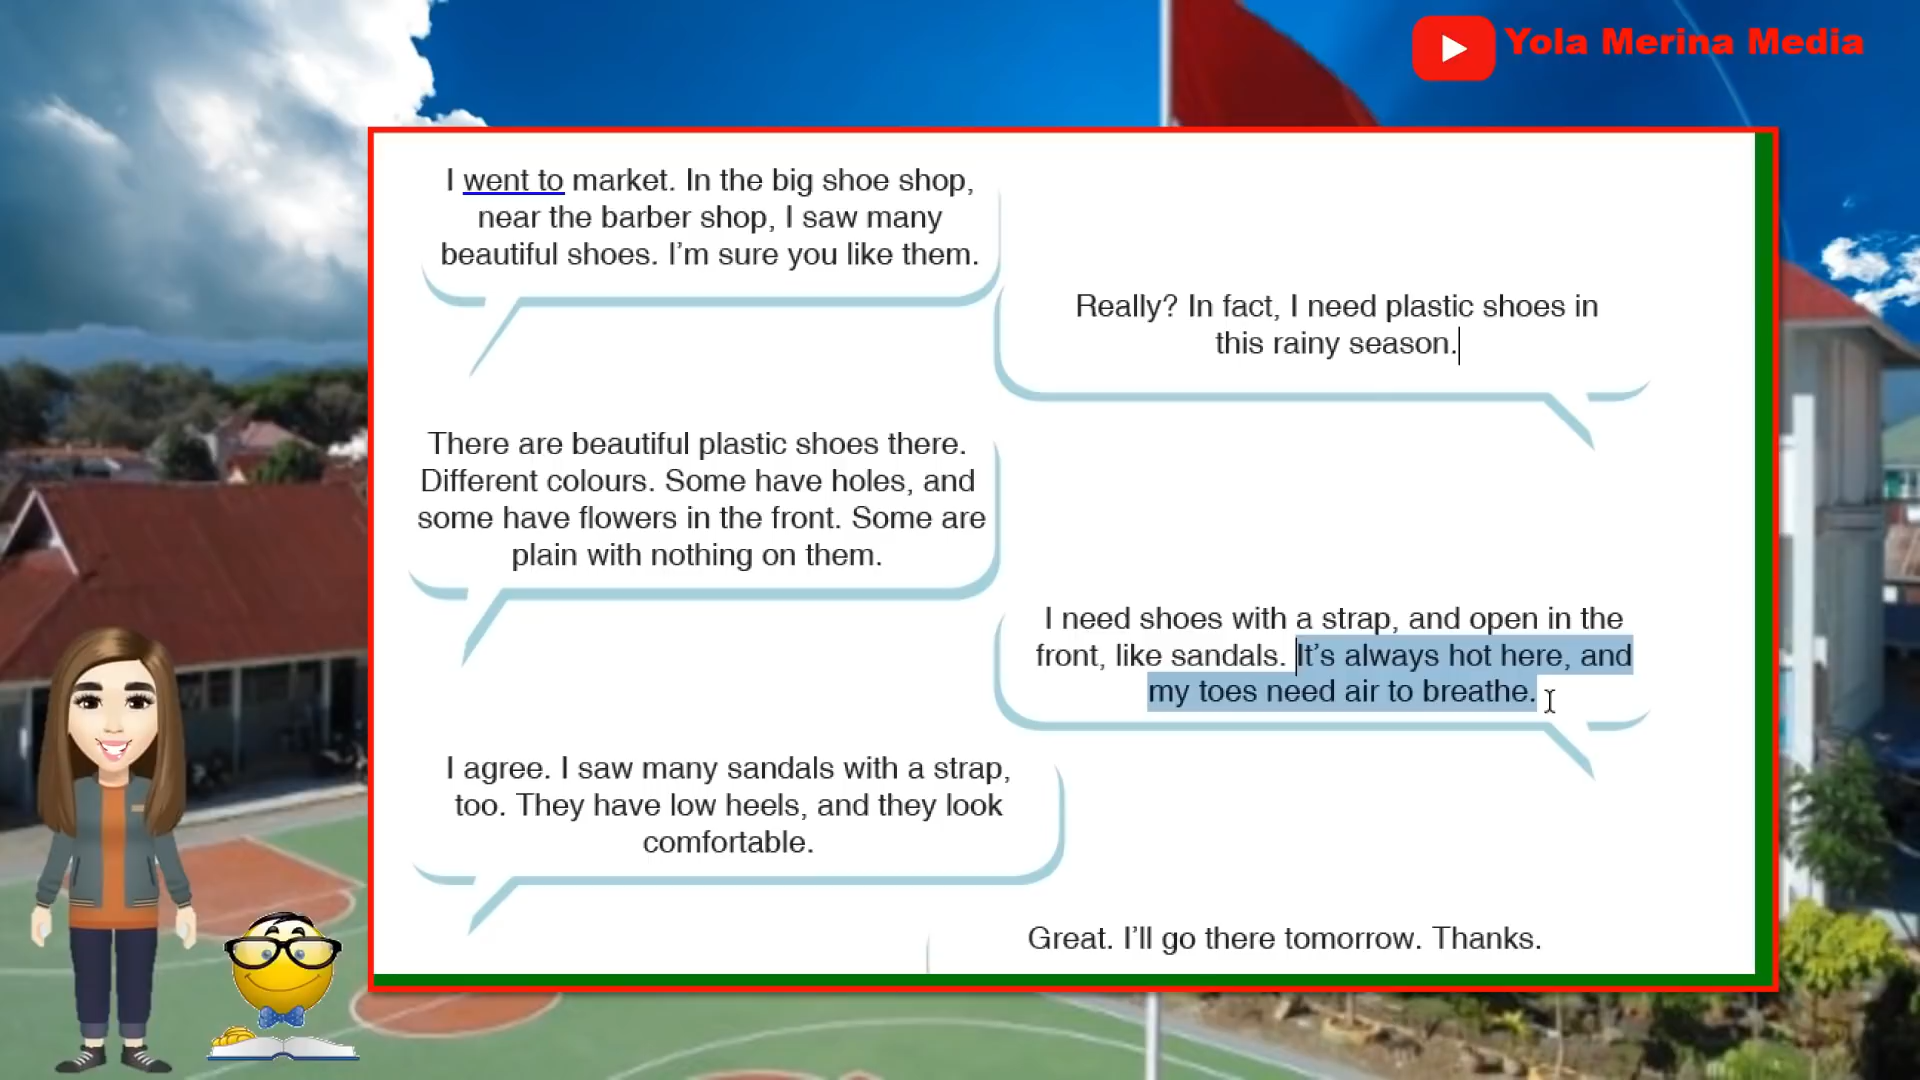 Yola Merina Media
I went to market. In the big shoe shop,
near the barber shop, I saw many
beautiful shoes. I'm sure you like them.
Really? In fact, I need plastic shoes in
this rainy season.
There are beautiful plastic shoes there.
Different colours. Some have holes, and
some have flowers in the front. Some are
plain with nothing on them.
I need shoes with a strap, and open in the
front, like sandals. It's always hot here, and
my toes need air to breathe.
I agree. I saw many sandals with a strap,
too. They have low heels, and they look
comfortable.
Great. I'll go there tomorrow. Thanks.